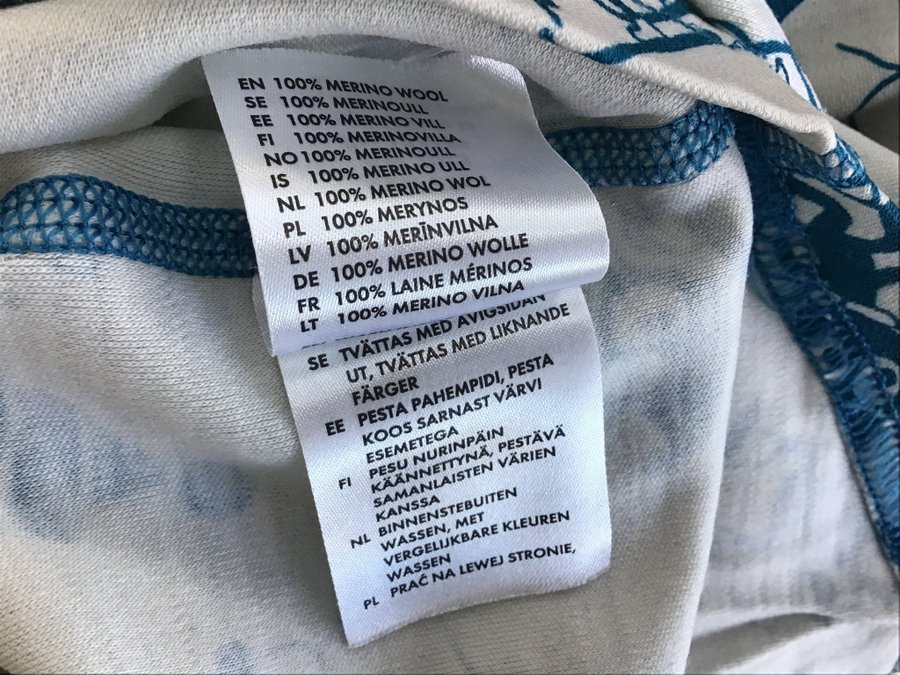 EN 100% MERINO WOOL
SE 100% MERINOULL
EE 100% MERINO VILL
FI 100% MERINOVILLA
NO 100% MERINOULL
IS 100% MERINO ULL
NL 100% MERINO WOL
PL 100% MERYNOS
LV 100% MERĪNVILNA
DE 100% MERINO WOLLE
FR 100% LAINE MÉRINOS
LT 100% MERINO VILNA
SE TVÄTTAS MED AVIGSIDAN
UT, TVÄTTAS MED LIKNANDE
FÄRGER
EE PESTA PAHEMPIDI, PESTA
KOOS SARNAST VÄRVI
ESEMETEGA
FI PESU NURINPÄIN
KÄÄNNETTYNÄ, PESTÄVÄ
SAMANLAISTEN VÄRIEN
KANSSA
NL BINNENSTEBUITEN
WASSEN, MET
VERGELIJKBARE KLEUREN
WASSEN
PL PRAĆ NA LEWEJ STRONIE,